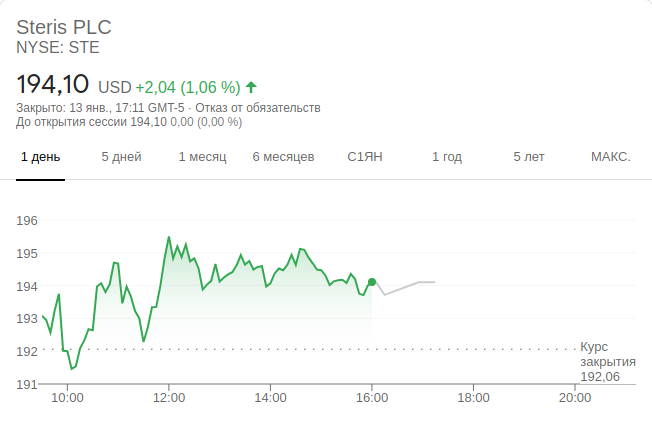 Steris PLC
NYSE: STE
194,10 USD +2,04 (1,06 %)
Закрыто: 13 янв., 17:11 GMT-5 · Отказ от обязательств
До открытия сессии 194,10 0,00 (0,00 %)
1 день 5 дней 1 месяц 6 месяцев С1ЯН 1 год 5 лет МАКС.
196
195
194
193
192
191
Курс
закрытия
192,06
10:00 12:00 14:00 16:00 18:00 20:00